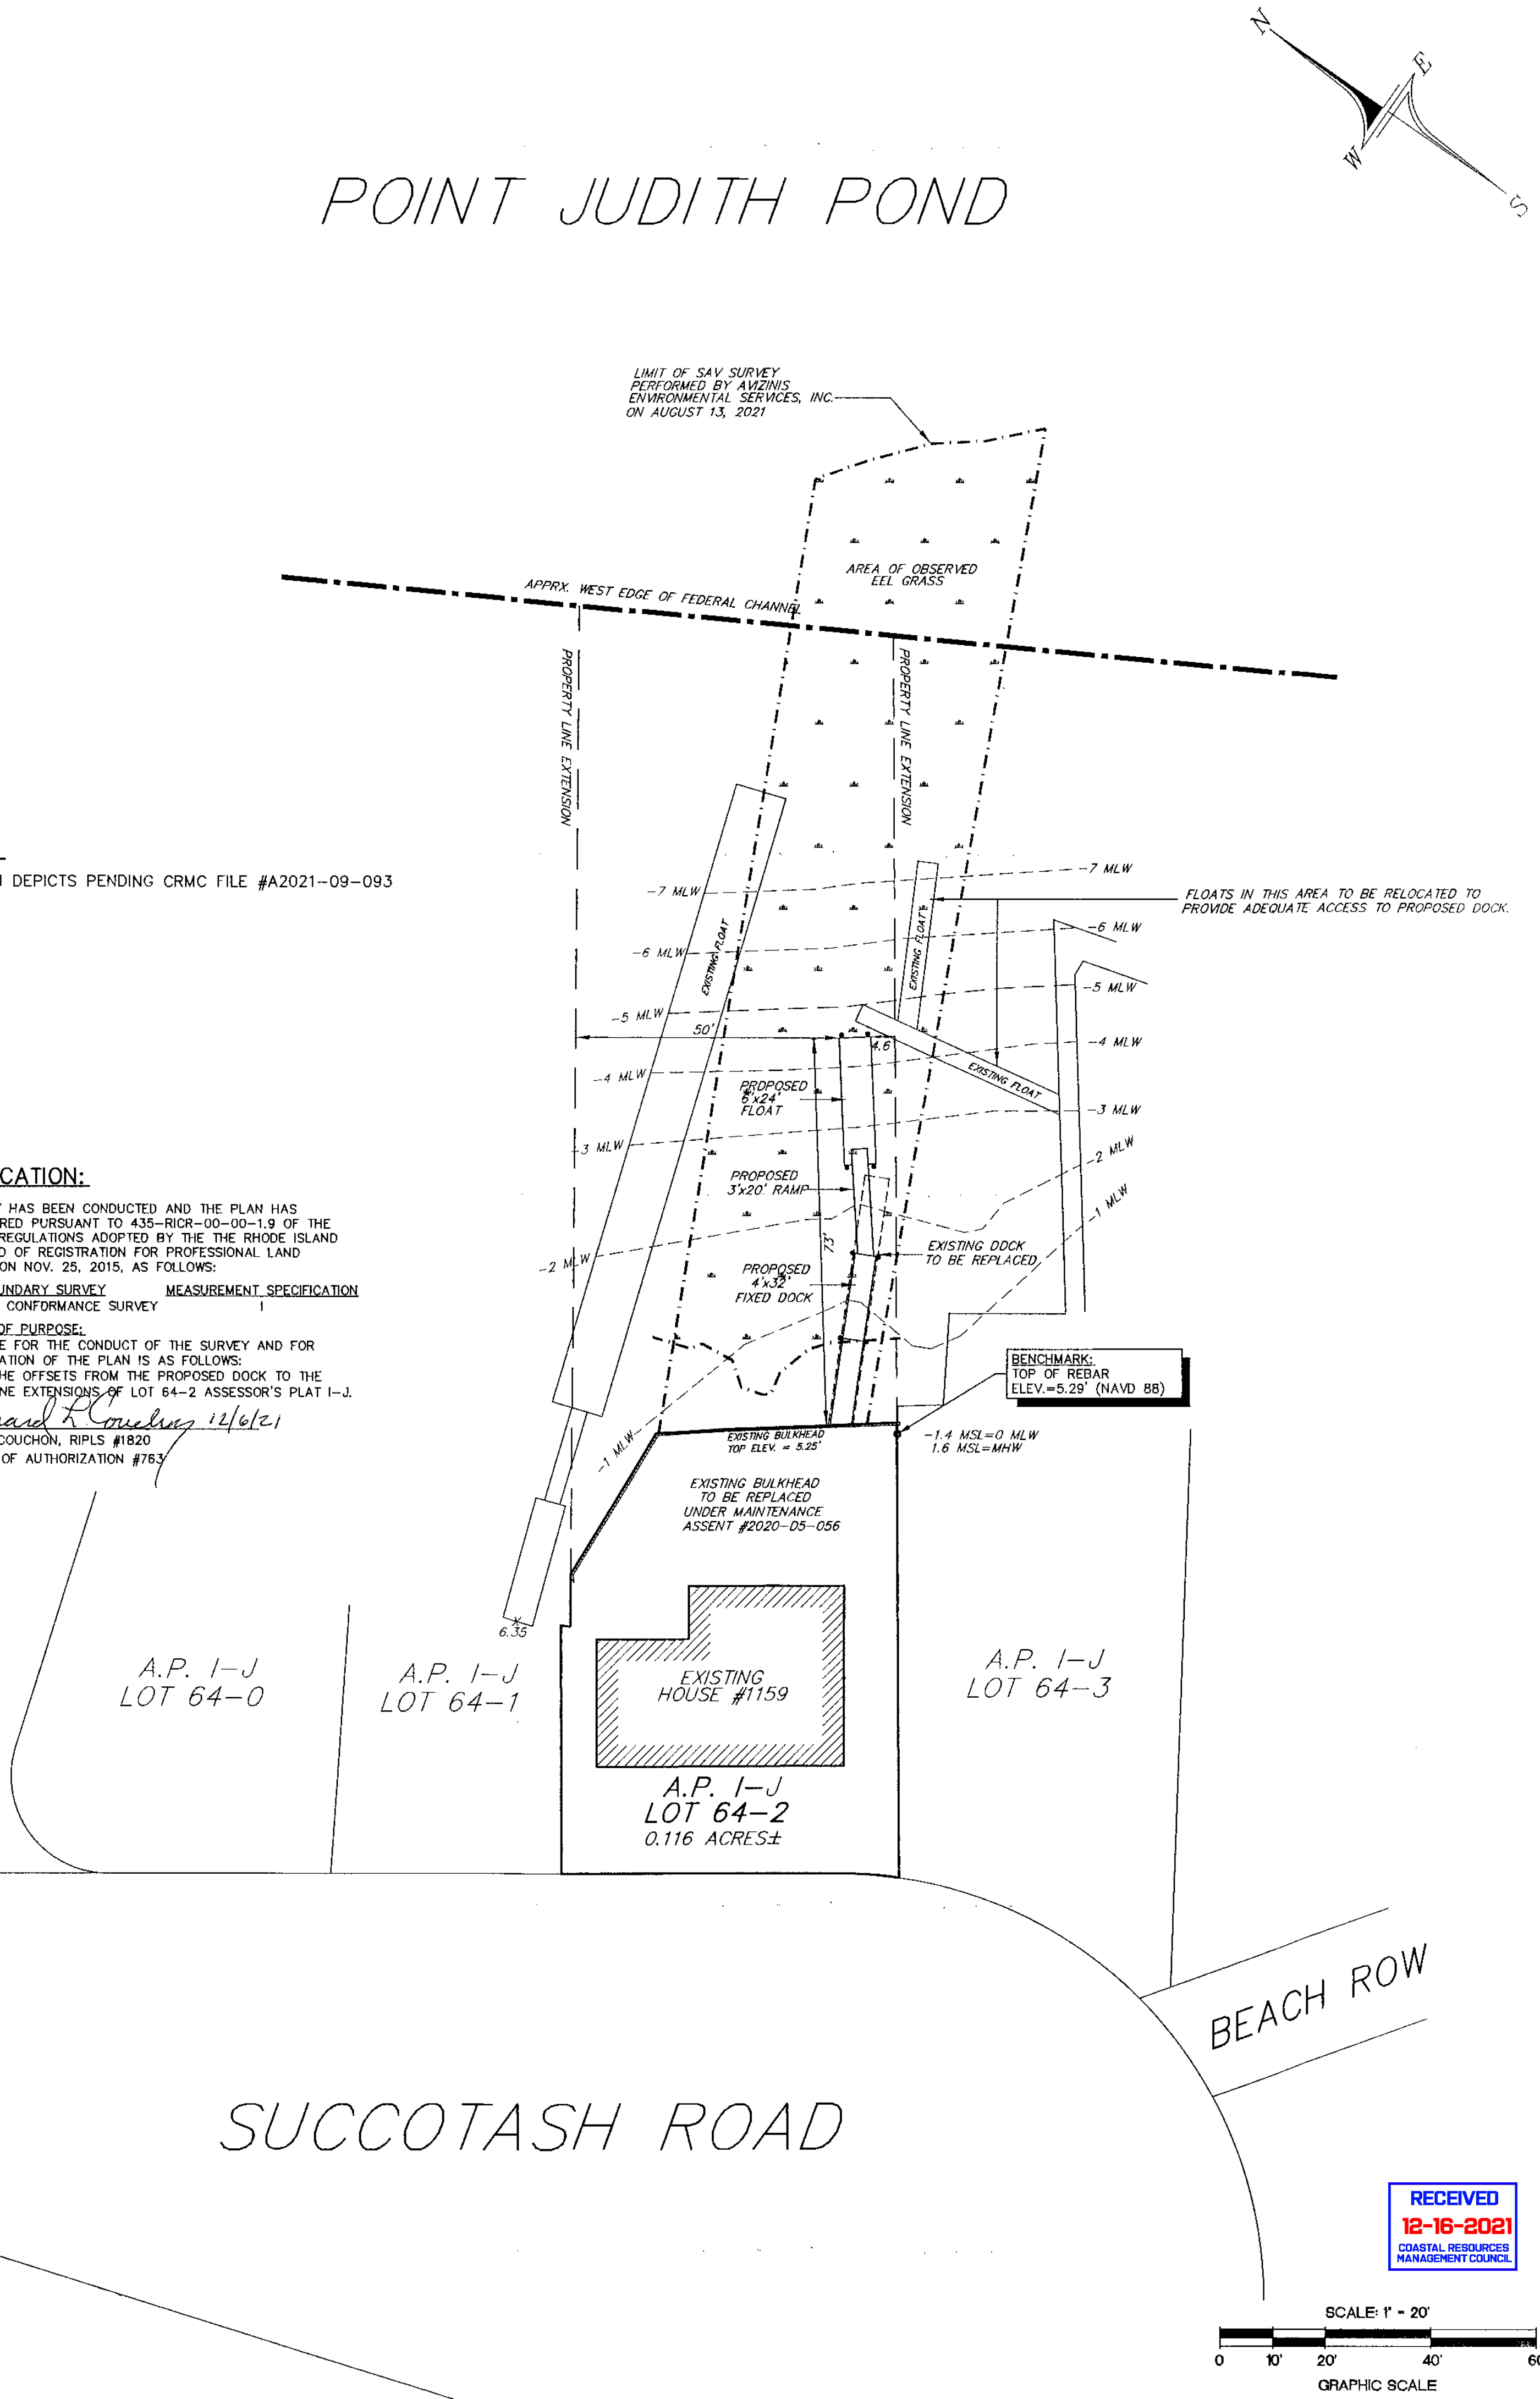 N
E
W
S
POINT JUDITH POND
LIMIT OF SAV SURVEY
PERFORMED BY AVIZINIS
ENVIRONMENTAL SERVICES, INC.
ON AUGUST 13, 2021
AREA OF OBSERVED
EEL GRASS
APPRX. WEST EDGE OF FEDERAL CHANNEL
PROPERTY LINE EXTENSION
PROPERTY LINE EXTENSION
DEPICTS PENDING CRMC FILE #A2021-09-093
-7 MLW
-7 MLW
FLOATS IN THIS AREA TO BE RELOCATED TO
PROVIDE ADEQUATE ACCESS TO PROPOSED DOCK.
EXISTING FLOAT
EXISTING FLOATS
-6 MLW
-6 MLW
-5 MLW
-5 MLW
50'
4.6
-4 MLW
-4 MLW
EXISTING FLOAT
PROPOSED
6'x24'
FLOAT
-3 MLW
-3 MLW
-2 MLW
-1 MLW
PROPOSED
3'x20' RAMP
73'
EXISTING DOCK
TO BE REPLACED
-2 MLW
PROPOSED
4'x32'
FIXED DOCK
CATION:
HAS BEEN CONDUCTED AND THE PLAN HAS
RED PURSUANT TO 435-RICR-00-00-1.9 OF THE
REGULATIONS ADOPTED BY THE THE RHODE ISLAND
D OF REGISTRATION FOR PROFESSIONAL LAND
ON NOV. 25, 2015, AS FOLLOWS:
UNDARY SURVEY MEASUREMENT SPECIFICATION
CONFORMANCE SURVEY 1
OF PURPOSE:
E FOR THE CONDUCT OF THE SURVEY AND FOR
ATION OF THE PLAN IS AS FOLLOWS:
HE OFFSETS FROM THE PROPOSED DOCK TO THE
NE EXTENSIONS OF LOT 64-2 ASSESSOR'S PLAT I-J.
12/6/21
COUCHON, RIPLS #1820
OF AUTHORIZATION #763
BENCHMARK:
TOP OF REBAR
ELEV.=5.29' (NAVD 88)
-1 MLW
EXISTING BULKHEAD
TOP ELEV. = 5.25'
-1.4 MSL=0 MLW
1.6 MSL=MHW
EXISTING BULKHEAD
TO BE REPLACED
UNDER MAINTENANCE
ASSENT #2020-D5-056
6.35
A.P. I-J
LOT 64-0
A.P. I-J
LOT 64-1
EXISTING
HOUSE #1159
A.P. I-J
LOT 64-3
A.P. I-J
LOT 64-2
0.116 ACRES±
BEACH ROW
SUCCOTASH ROAD
RECEIVED
12-16-2021
COASTAL RESOURCES
MANAGEMENT COUNCIL
SCALE: 1" = 20'
0 10' 20' 40' 60
GRAPHIC SCALE